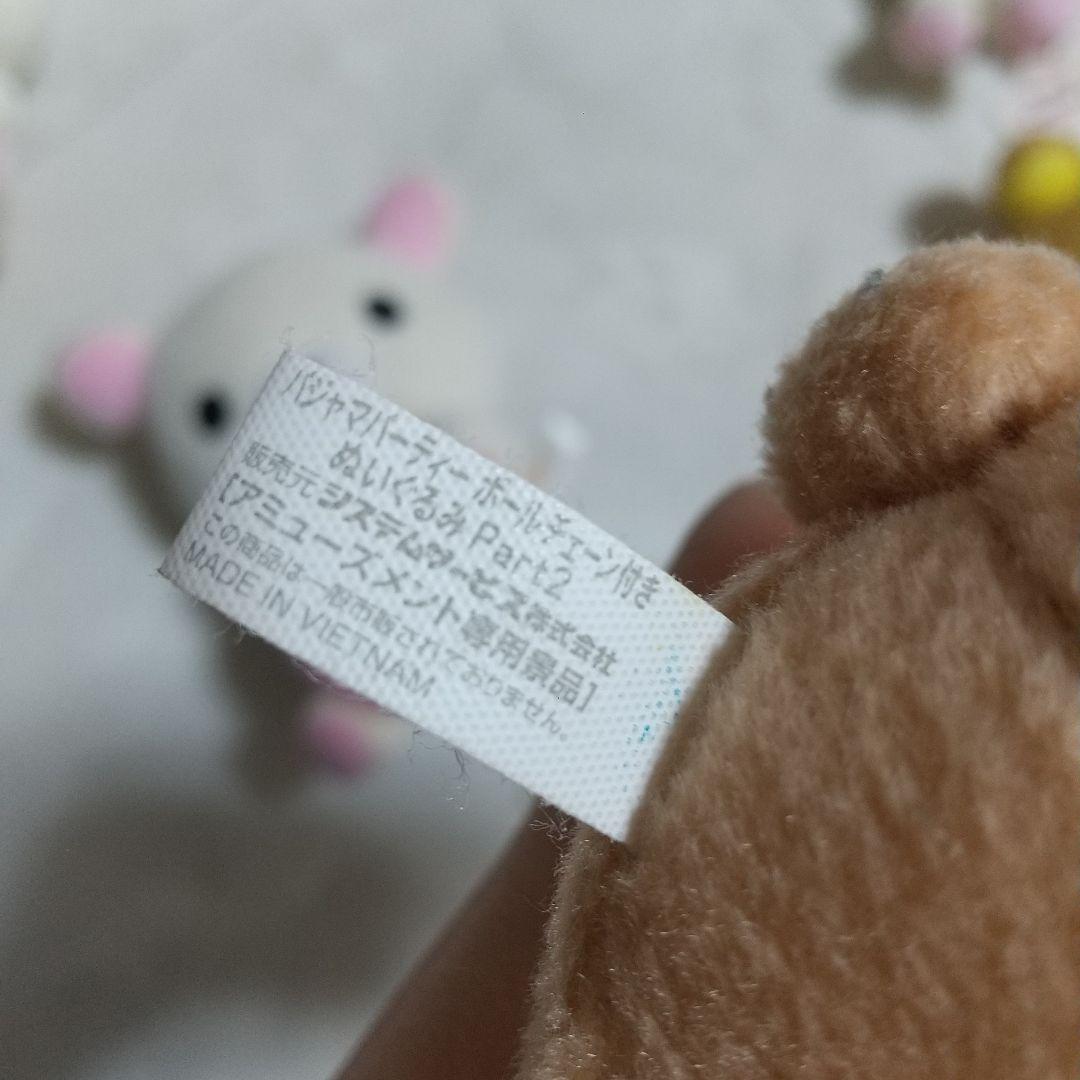 パジャマパーティーボールチェーン付き
ぬいぐるみ Part2
販売元 システムサービス株式会社
【アミューズメント専用景品】
この商品は一般市販されておりません。
MADE IN VIETNAM